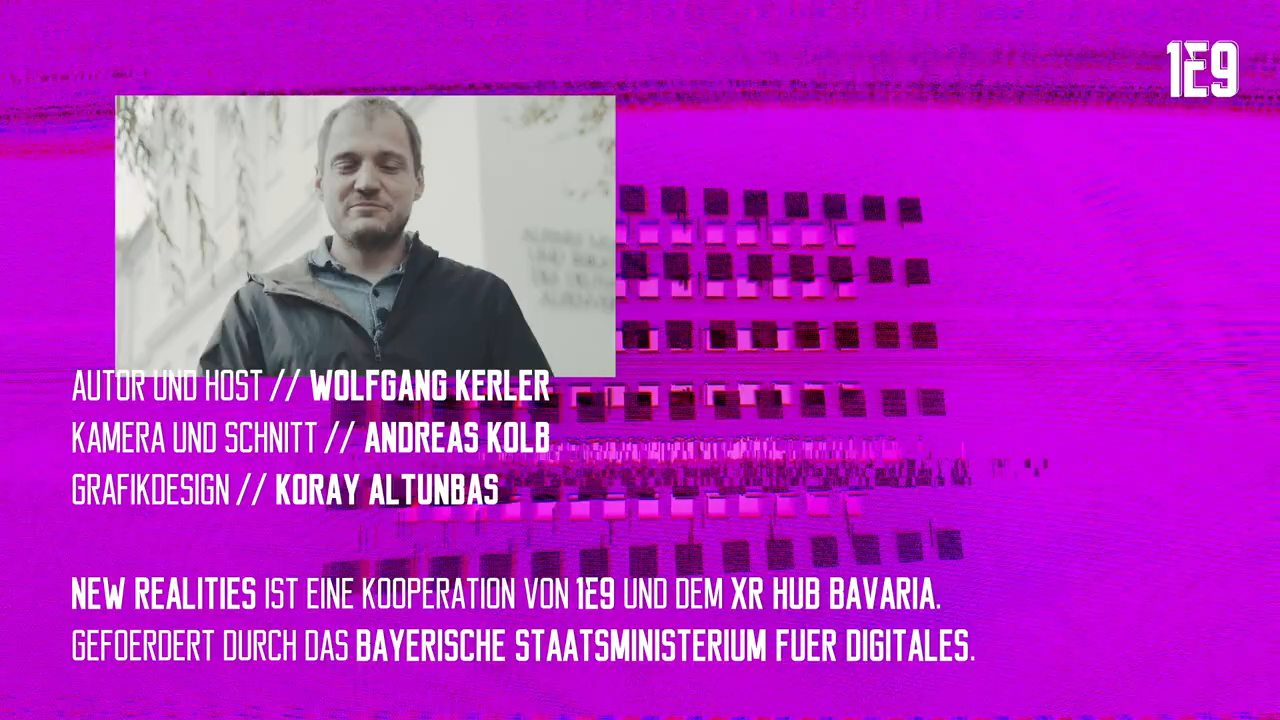 1E9
AUTOR UND HOST // WOLFGANG KERLER
KAMERA UND SCHNITT // ANDREAS KOLB
GRAFIKDESIGN // KORAY ALTUNBAS
NEW REALITIES IST EINE KOOPERATION VON 1E9 UND DEM XR HUB BAVARIA.
GEFOERDERT DURCH DAS BAYERISCHE STAATSMINISTERIUM FUER DIGITALES.